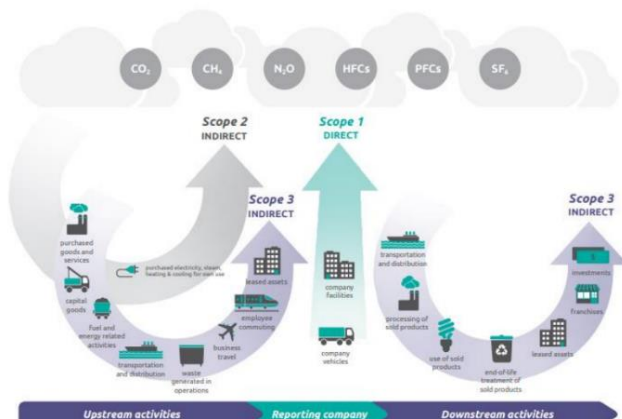 CO₂
CH₄
N₂O
HFCs
PFCs
SF₆
Scope 2
INDIRECT
Scope 1
DIRECT
Scope 3
INDIRECT
Scope 3
INDIRECT
purchased
goods and
services
capital
goods
fuel and
energy related
activities
transportation
and distribution
waste
generated in
operations
business
travel
employee
commuting
leased assets
purchased electricity, steam,
heating & cooling for own use
company
facilities
company
vehicles
transportation
and distribution
processing of
sold products
use of sold
products
end-of-life
treatment of
sold products
leased assets
franchises
investments
Upstream activities
Reporting company
Downstream activities